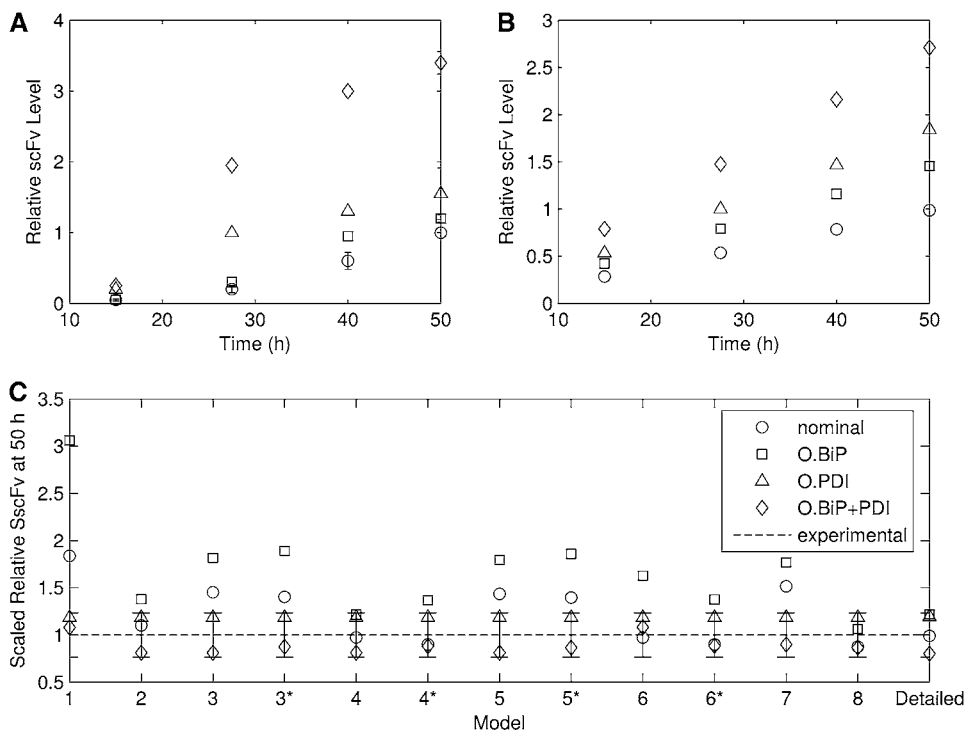 A
Relative scFv Level
4
3
2
1
0
10 20 30 40 50
Time (h)
B
Relative scFv Level
3
2.5
2
1.5
1
0.5
0
10 20 30 40 50
Time (h)
C
Scaled Relative SscFv at 50 h
3.5
3
2.5
2
1.5
1
0.5
nominal
O.BiP
O.PDI
O.BiP+PDI
experimental
1 2 3 3* 4 4* 5 5* 6 6* 7 8 Detailed
Model